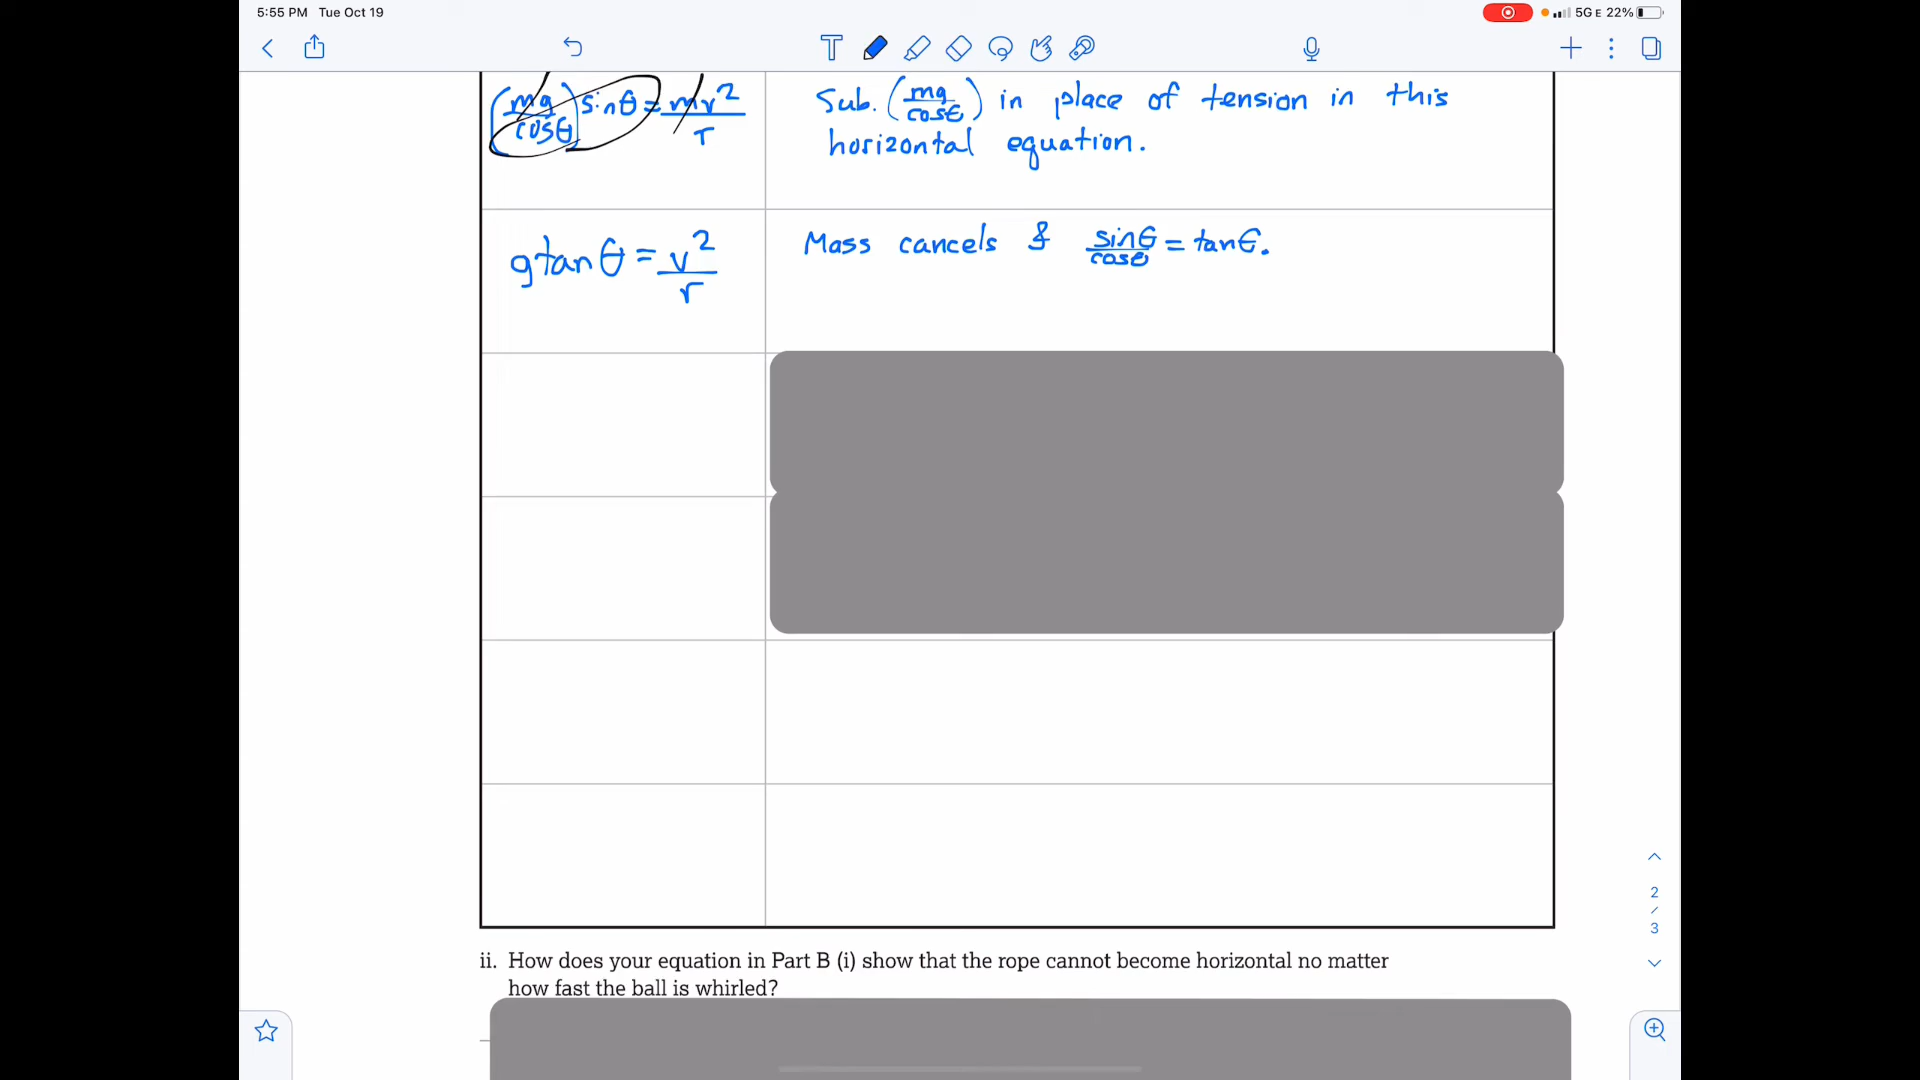 5:55 PM Tue Oct 19
5G E 22%
(mg/cosθ) sinθ = mv²/r
Sub. (mg/cosθ) in place of tension in this
horizontal equation.
g tan θ = v²/r
Mass cancels & sinθ/cosθ = tanθ.
2
/
3
ii. How does your equation in Part B (i) show that the rope cannot become horizontal no matter
how fast the ball is whirled?